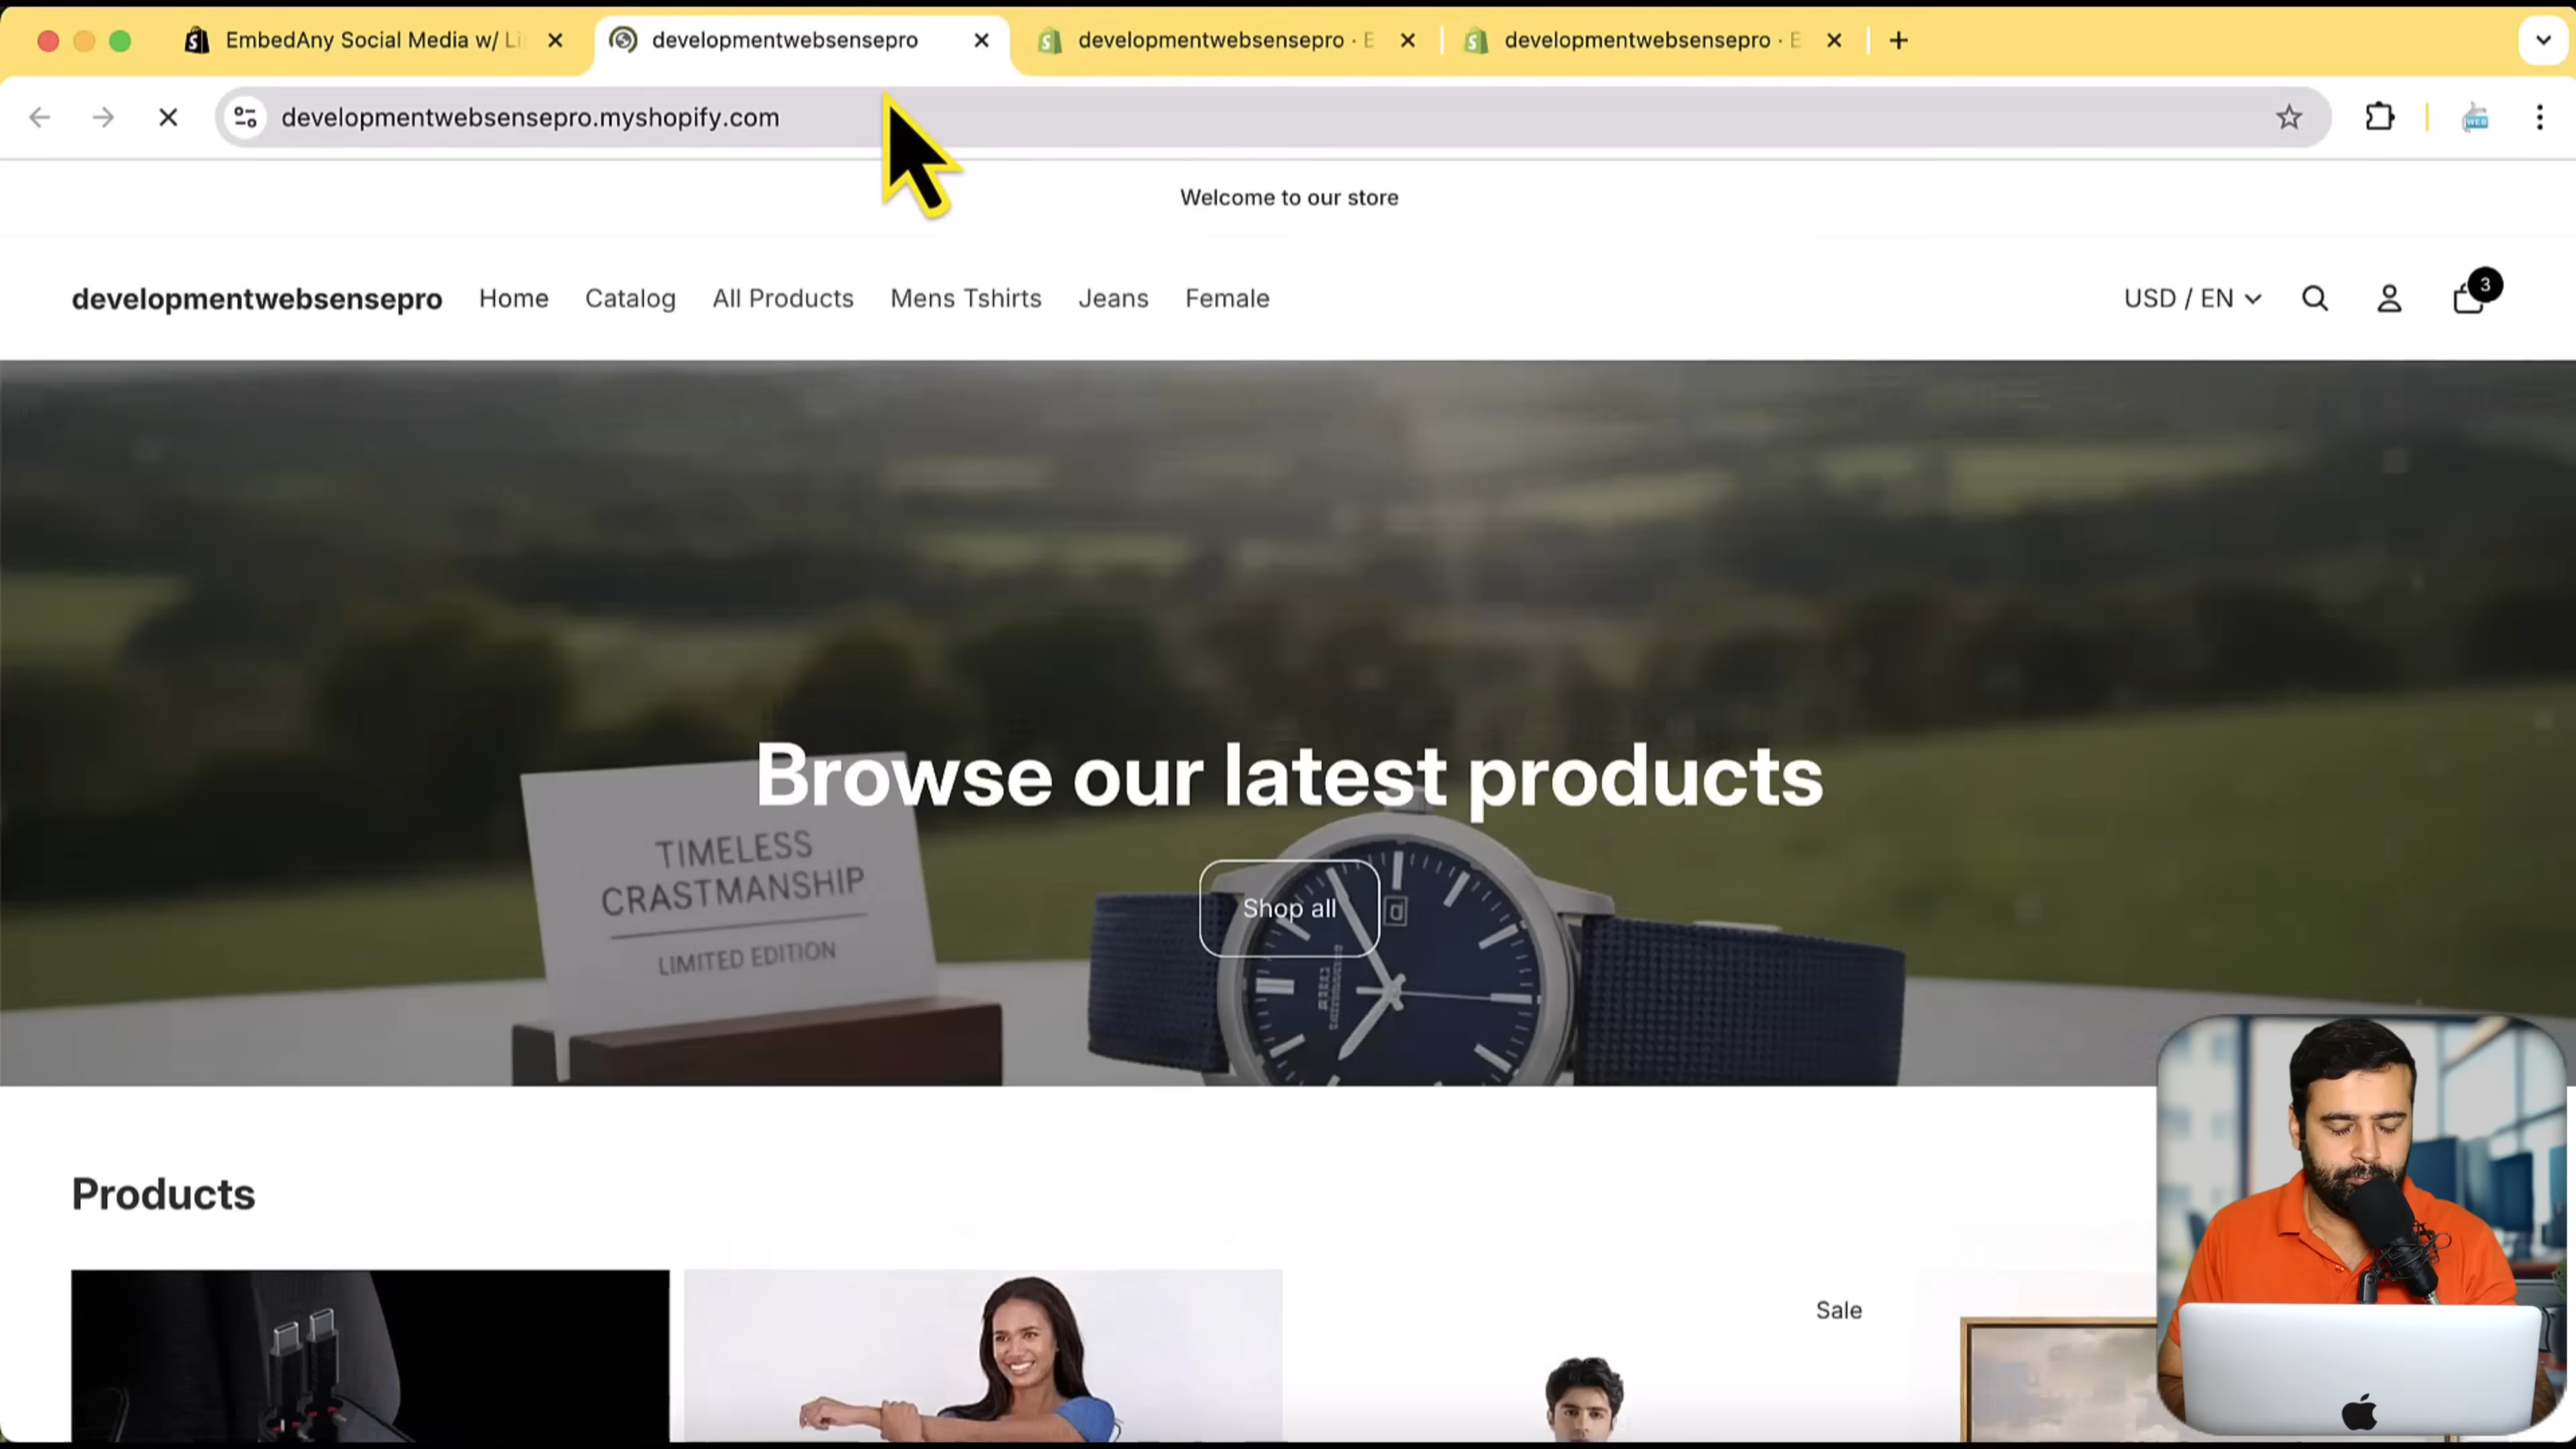 EmbedAny Social Media w/ Li
developmentwebsensepro
developmentwebsensepro · E
developmentwebsensepro · E
developmentwebsensepro.myshopify.com
WEB
Welcome to our store
developmentwebsensepro
Home
Catalog
All Products
Mens Tshirts
Jeans
Female
USD / EN
3
Browse our latest products
TIMELESS
CRASTMANSHIP
LIMITED EDITION
Shop all
Products
Sale